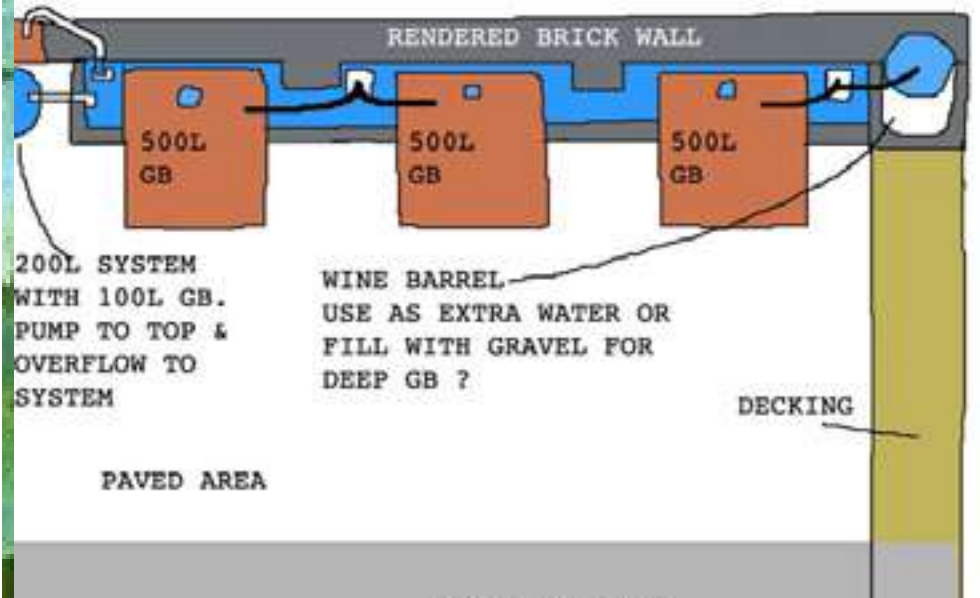 RENDERED BRICK WALL
500L
GB
500L
GB
500L
GB
200L SYSTEM
WITH 100L GB.
PUMP TO TOP &
OVERFLOW TO
SYSTEM
WINE BARREL
USE AS EXTRA WATER OR
FILL WITH GRAVEL FOR
DEEP GB ?
DECKING
PAVED AREA